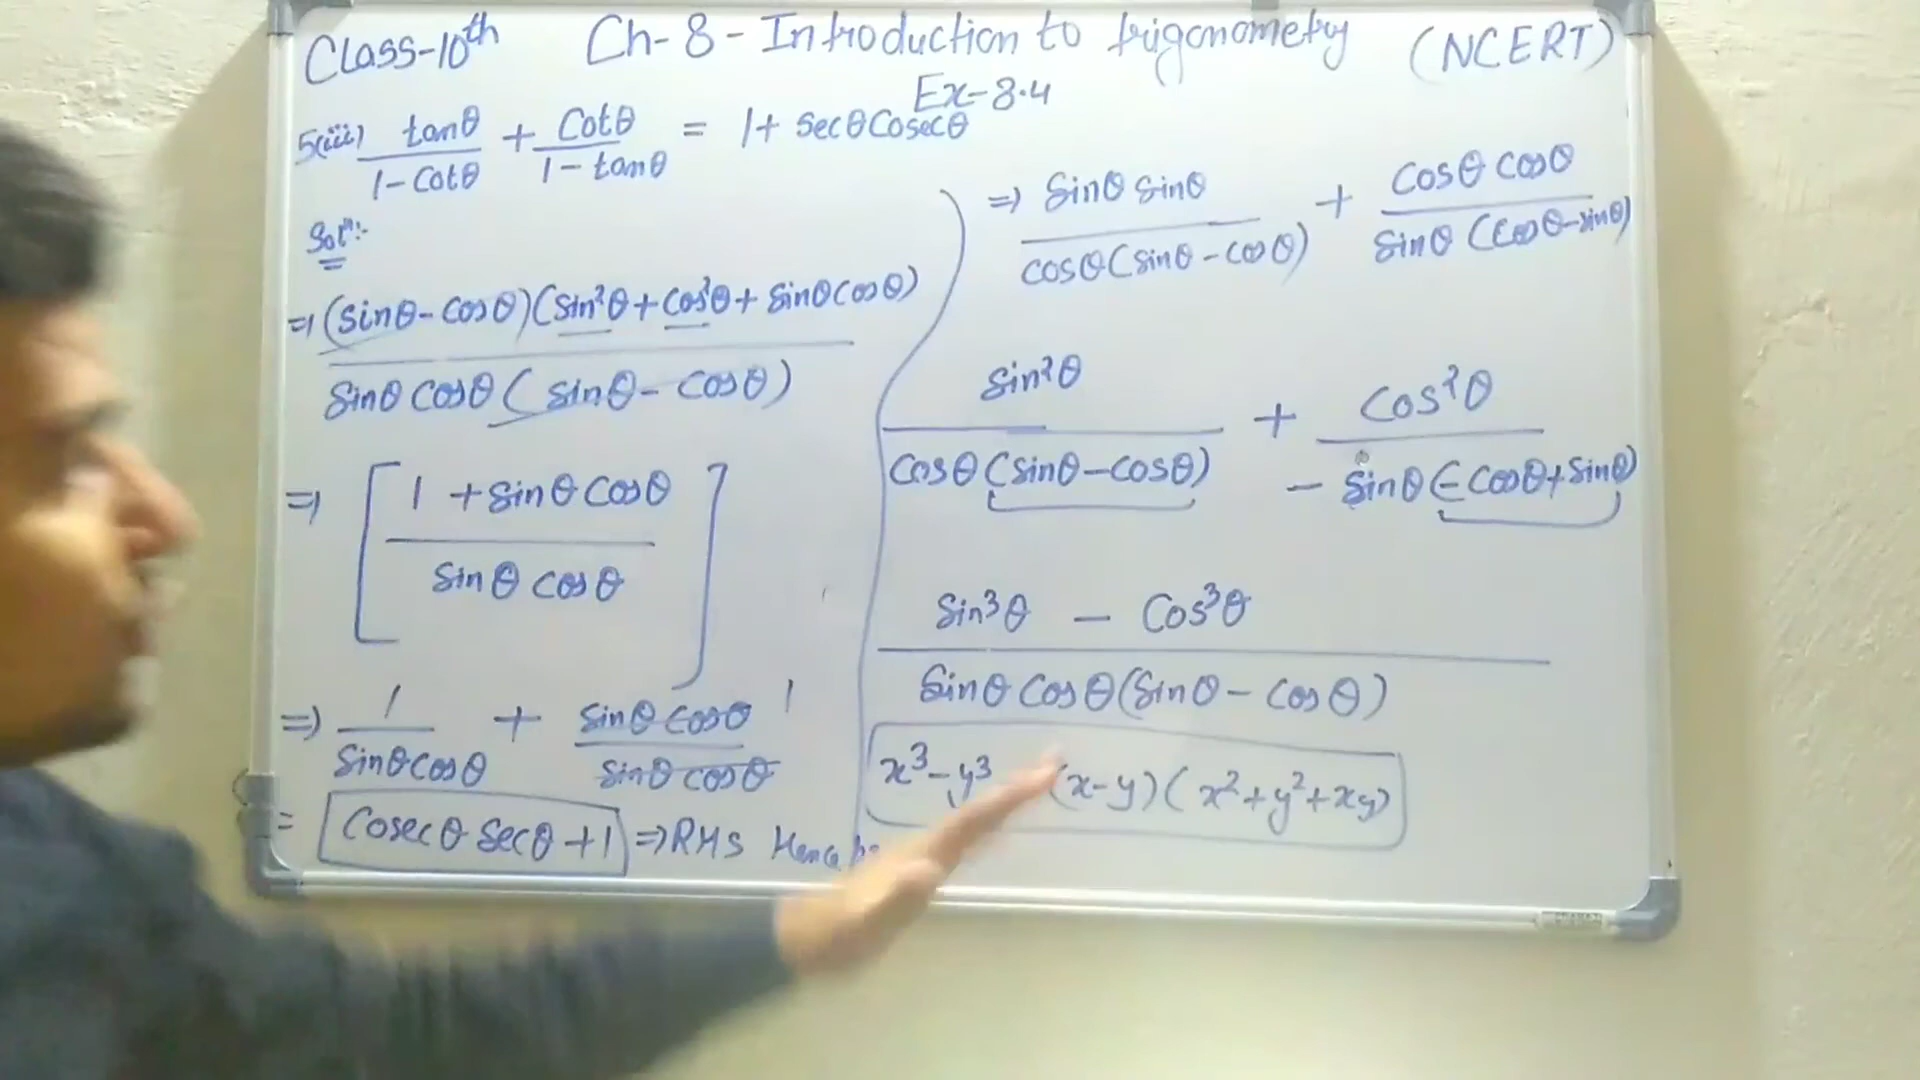 Class-10th Ch-8-Introduction to trigonometry (NCERT)
Ex-8.4
5(iii) tanθ/1-Cotθ + Cotθ/1-tanθ = 1+ secθCosecθ
Solⁿ:-
⇒ (sinθ-cosθ)(sin²θ+cos²θ+sinθcosθ)
sinθ cosθ (sinθ-cosθ)
⇒ [1 +sinθ cosθ
sinθ cosθ]
⇒ 1/sinθcosθ + sinθ cosθ/sinθ cosθ 1
= Cosecθ Secθ +1 ⇒RHS Hence
⇒ sinθ sinθ/cosθ(sinθ-cosθ) + cosθ cosθ/sinθ (cosθ-sinθ)
sin²θ/cosθ(sinθ-cosθ) + Cos²θ/- sinθ(-cosθ+sinθ)
Sin³θ - Cos³θ
Sinθ Cosθ(Sinθ - Cosθ)
x³-y³ (x-y)(x²+y²+xy)